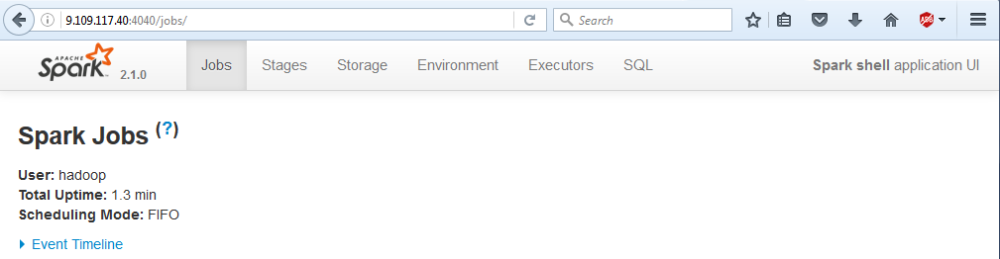 9.109.117.40:4040/jobs/ Search ABP
APACHE Spark 2.1.0 Jobs Stages Storage Environment Executors SQL Spark shell application UI
Spark Jobs (?)
User: hadoop
Total Uptime: 1.3 min
Scheduling Mode: FIFO
Event Timeline